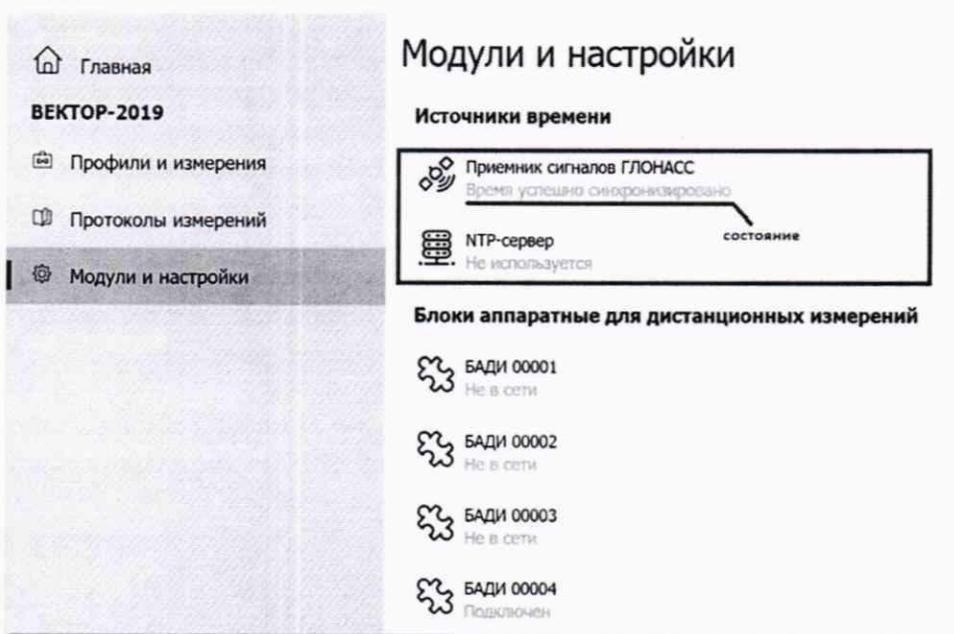 Главная
ВЕКТОР-2019
Профили и измерения
Протоколы измерений
Модули и настройки
Модули и настройки
Источники времени
Приемник сигналов ГЛОНАСС
Время успешно синхронизировано
состояние
NTP-сервер
Не используется
Блоки аппаратные для дистанционных измерений
БАДИ 00001
Не в сети
БАДИ 00002
Не в сети
БАДИ 00003
Не в сети
БАДИ 00004
Подключен